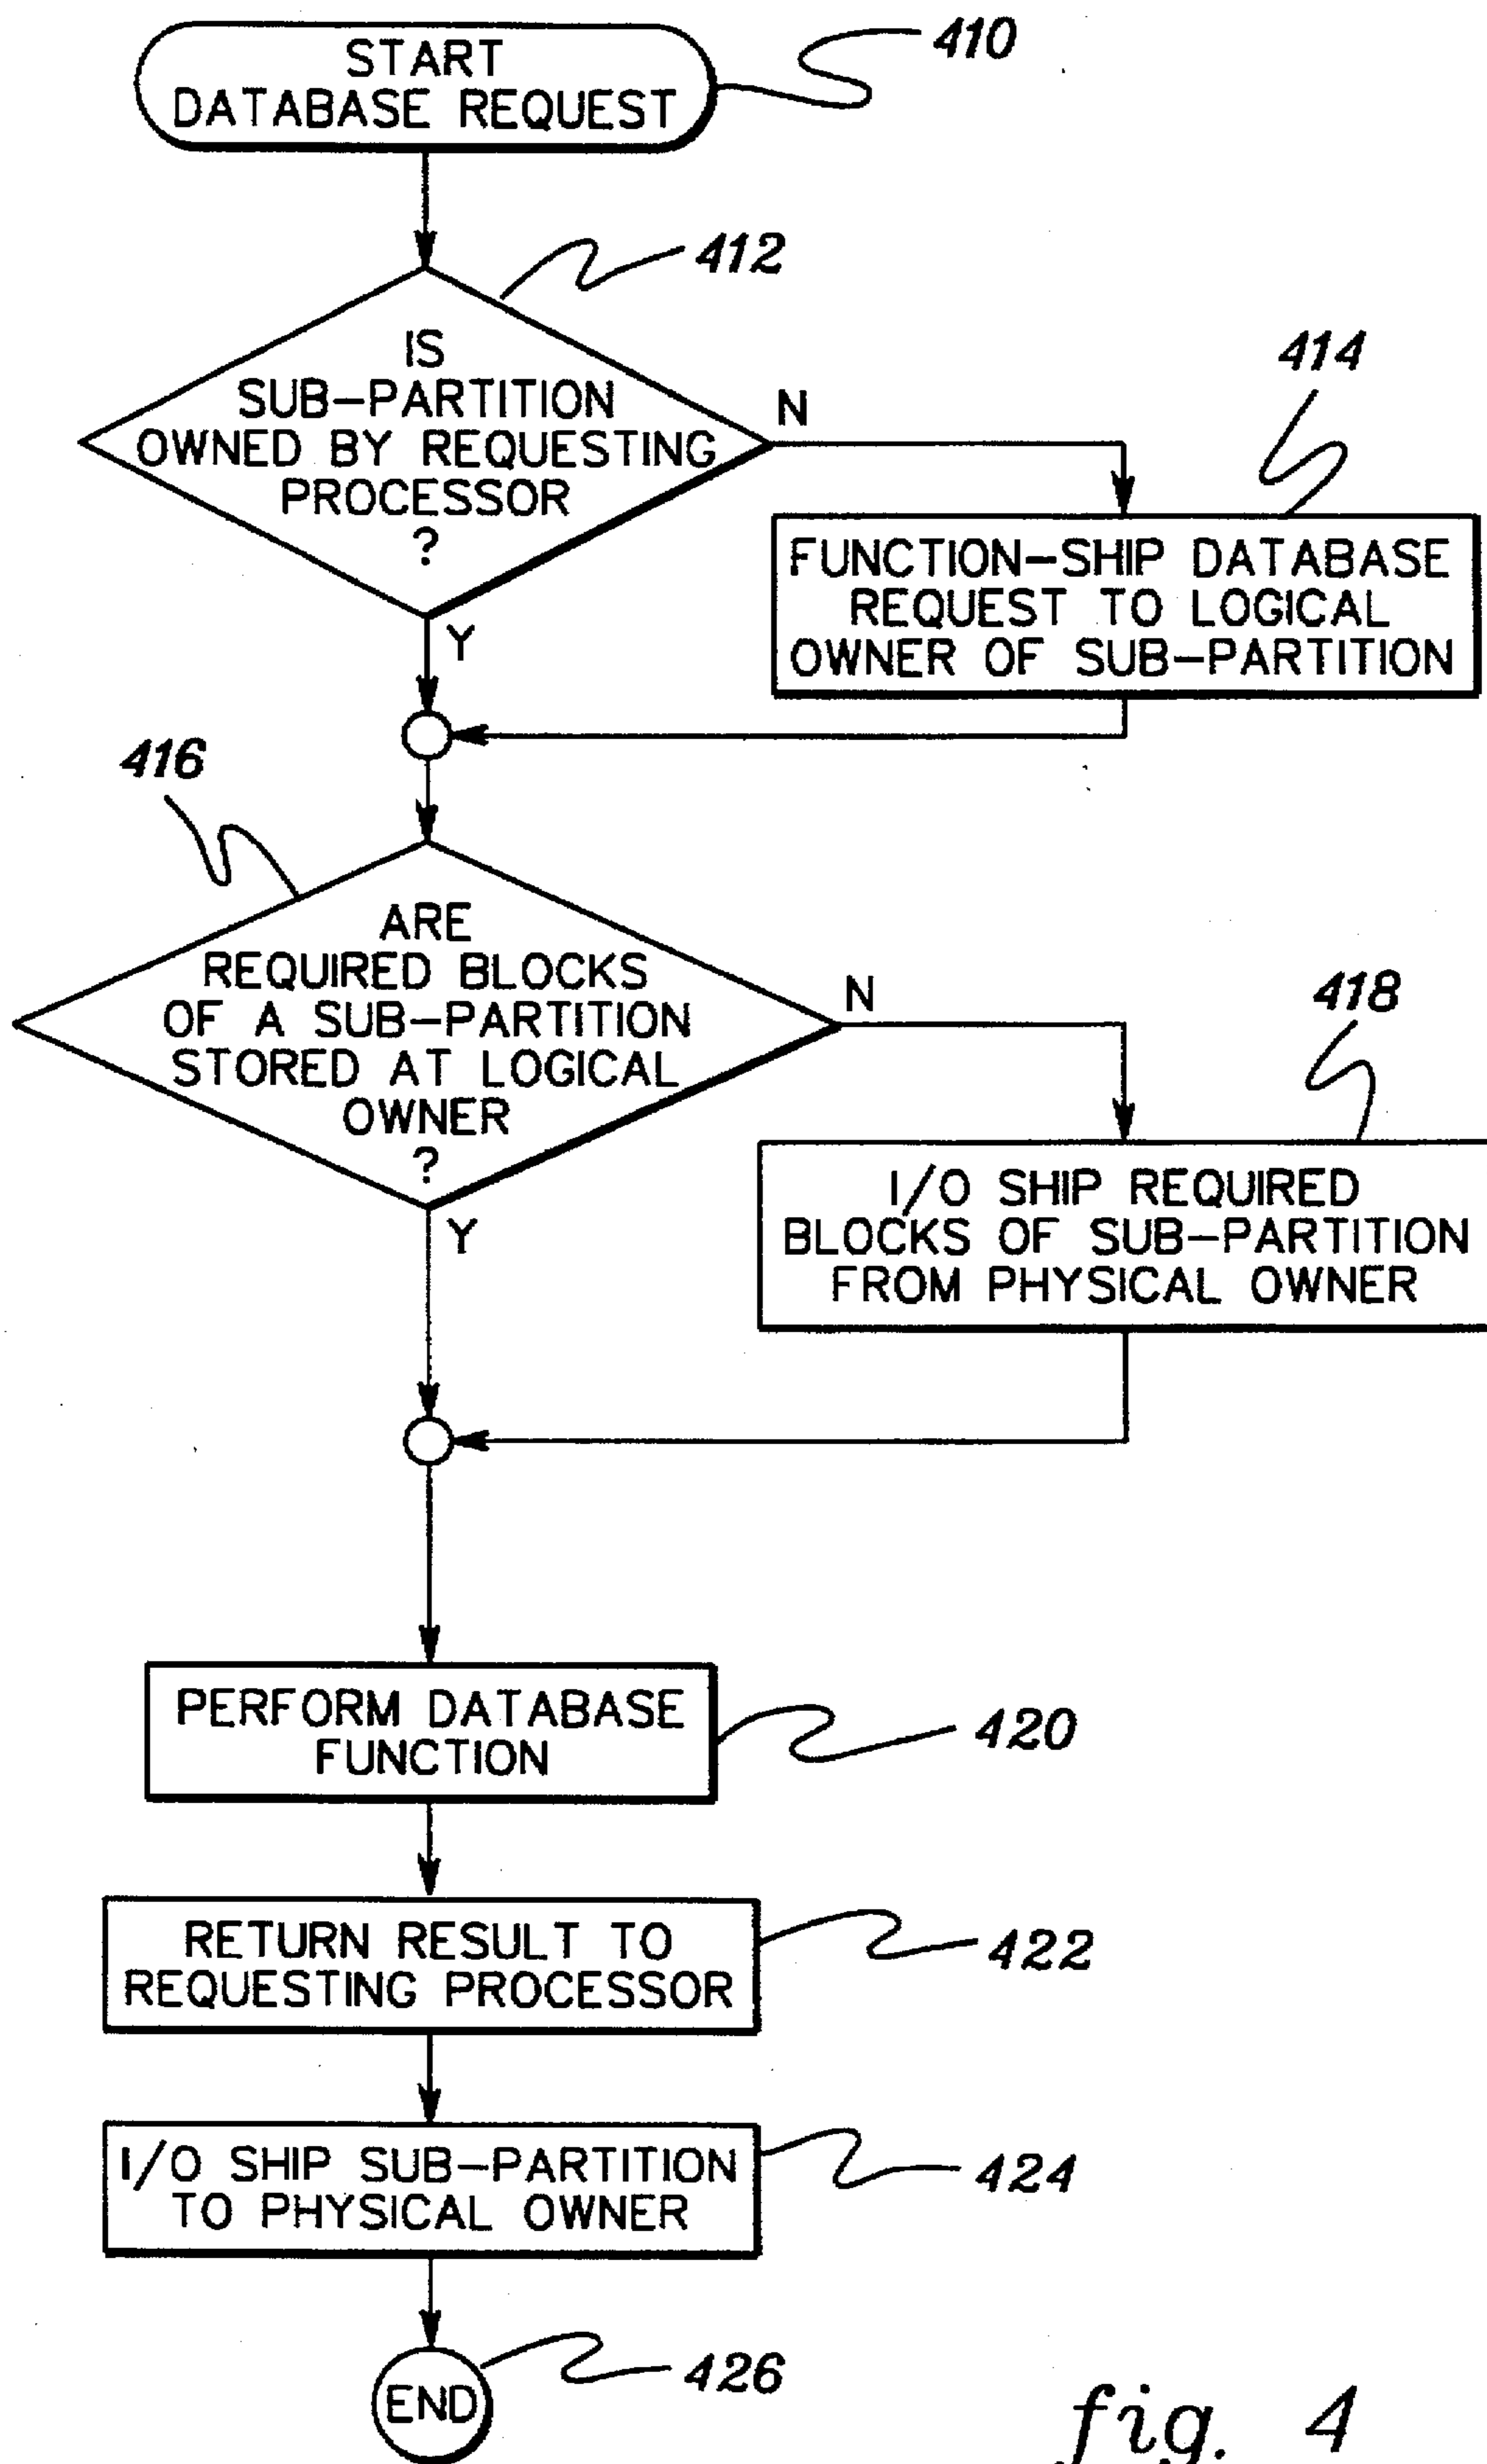 START
DATABASE REQUEST
410
412
IS
SUB-PARTITION
OWNED BY REQUESTING
PROCESSOR
?
N
Y
414
FUNCTION-SHIP DATABASE
REQUEST TO LOGICAL
OWNER OF SUB-PARTITION
416
ARE
REQUIRED BLOCKS
OF A SUB-PARTITION
STORED AT LOGICAL
OWNER
?
N
Y
418
I/O SHIP REQUIRED
BLOCKS OF SUB-PARTITION
FROM PHYSICAL OWNER
PERFORM DATABASE
FUNCTION
420
RETURN RESULT TO
REQUESTING PROCESSOR
422
I/O SHIP SUB-PARTITION
TO PHYSICAL OWNER
424
END
426
fig. 4